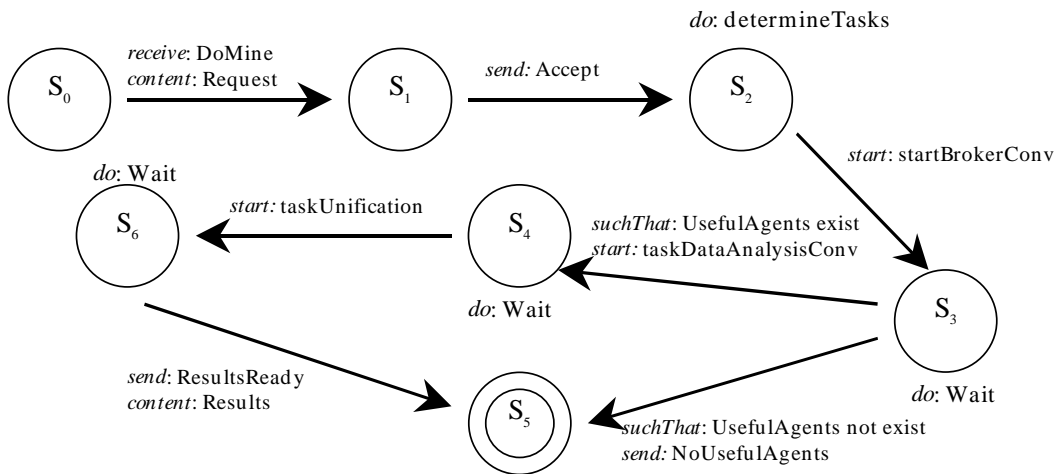 do: determineTasks
receive: DoMine
content: Request
send: Accept
S0
S1
S2
start: startBrokerConv
do: Wait
S6
start: taskUnification
S4
suchThat: UsefulAgents exist
start: taskDataAnalysisConv
do: Wait
S3
do: Wait
send: ResultsReady
content: Results
S5
suchThat: UsefulAgents not exist
send: NoUsefulAgents